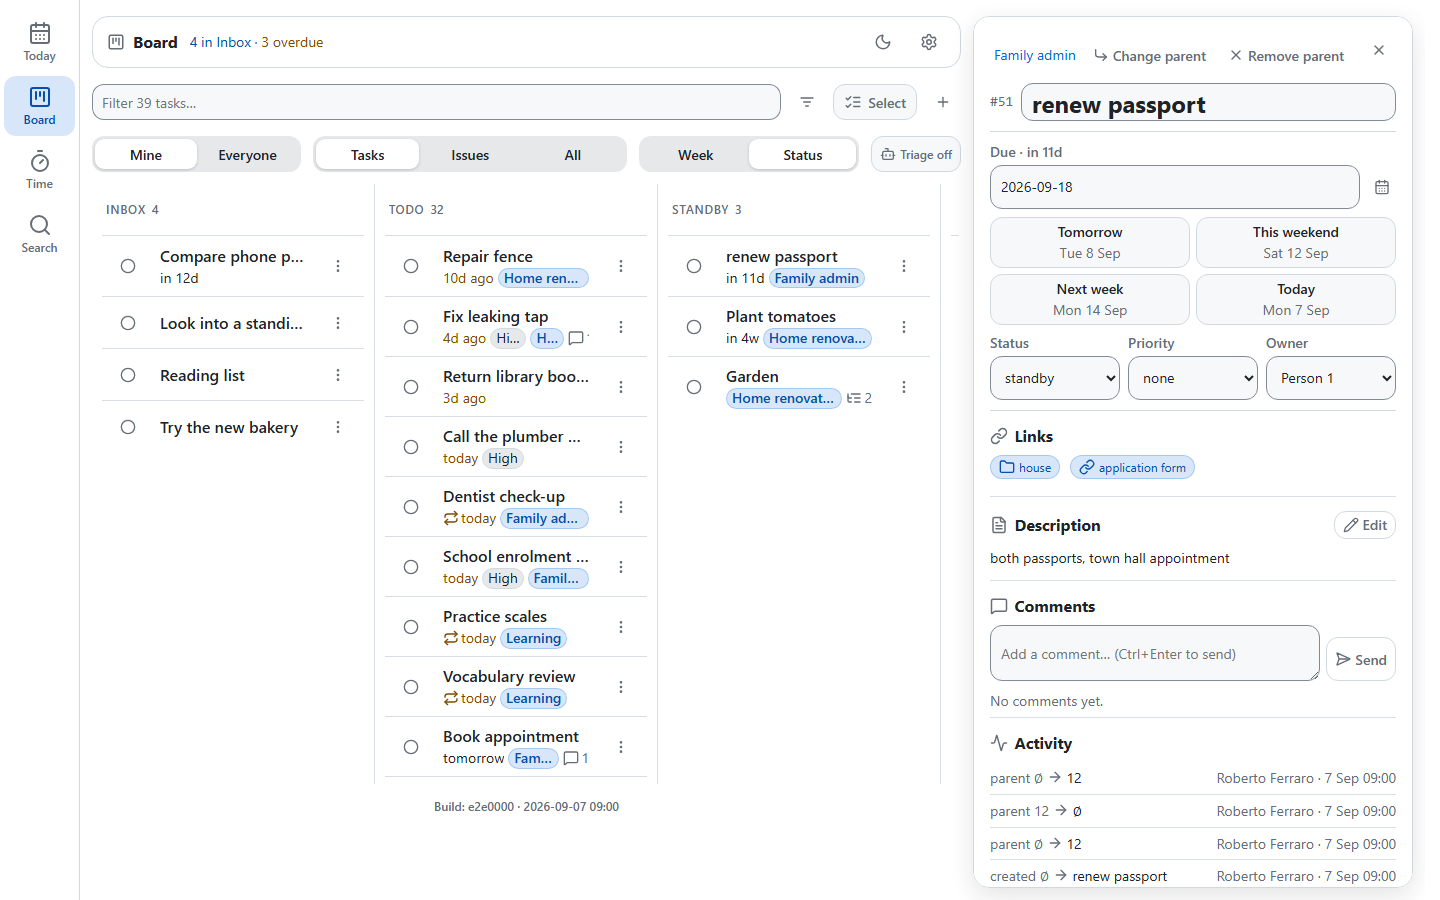 Today
Board
Time
Search
Board 4 in Inbox · 3 overdue
Filter 39 tasks...
Select
Mine Everyone Tasks Issues All Week Status Triage off
INBOX 4
Compare phone p...
in 12d
Look into a standi...
Reading list
Try the new bakery
TODO 32
Repair fence
10d ago Home ren...
Fix leaking tap
4d ago Hi... H...
Return library boo...
3d ago
Call the plumber ...
today High
Dentist check-up
today Family ad...
School enrolment ...
today High Famil...
Practice scales
today Learning
Vocabulary review
today Learning
Book appointment
tomorrow Fam... 1
STANDBY 3
renew passport
in 11d Family admin
Plant tomatoes
in 4w Home renova...
Garden
Home renovat... 2
Build: e2e0000 · 2026-09-07 09:00
Family admin Change parent Remove parent
#51 renew passport
Due · in 11d
2026-09-18
Tomorrow
Tue 8 Sep
This weekend
Sat 12 Sep
Next week
Mon 14 Sep
Today
Mon 7 Sep
Status Priority Owner
standby none Person 1
Links
house application form
Description Edit
both passports, town hall appointment
Comments
Add a comment... (Ctrl+Enter to send)
Send
No comments yet.
Activity
parent ∅ → 12 Roberto Ferraro · 7 Sep 09:00
parent 12 → ∅ Roberto Ferraro · 7 Sep 09:00
parent ∅ → 12 Roberto Ferraro · 7 Sep 09:00
created ∅ → renew passport Roberto Ferraro · 7 Sep 09:00